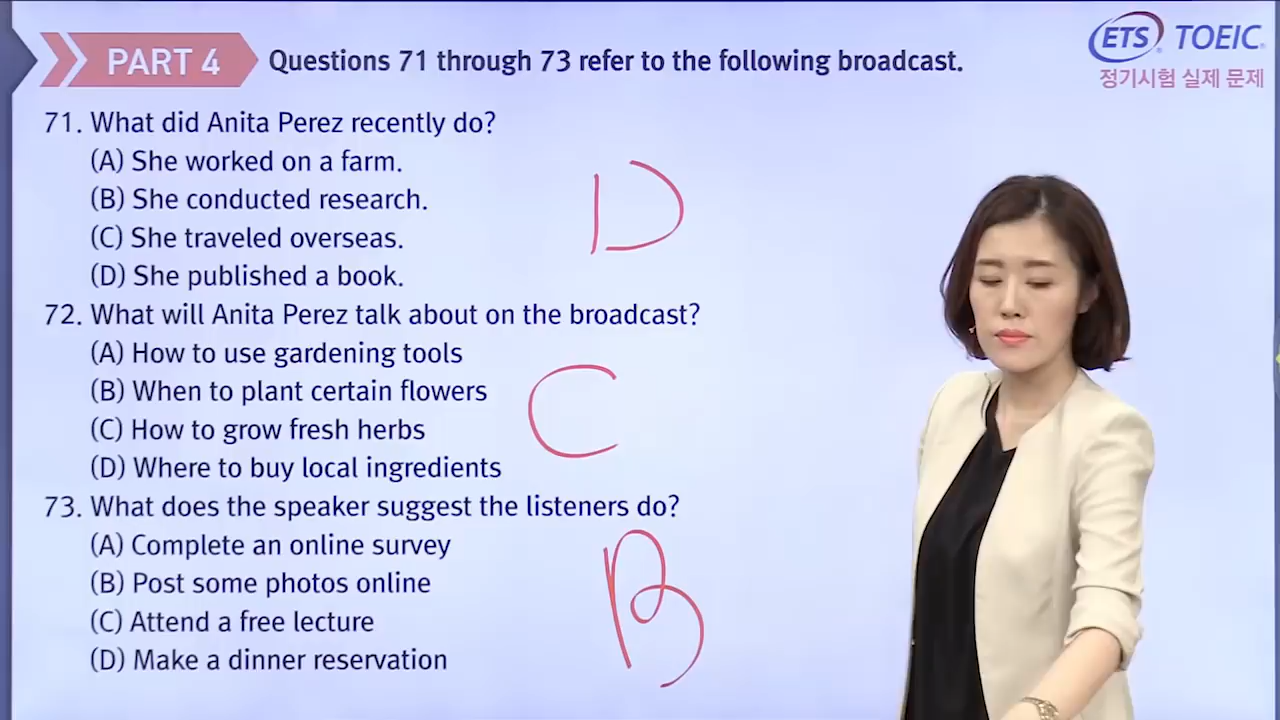 PART 4 Questions 71 through 73 refer to the following broadcast.
ETS TOEIC
정기시험 실제 문제
71. What did Anita Perez recently do?
(A) She worked on a farm.
(B) She conducted research.
(C) She traveled overseas.
(D) She published a book.
D
72. What will Anita Perez talk about on the broadcast?
(A) How to use gardening tools
(B) When to plant certain flowers
(C) How to grow fresh herbs
(D) Where to buy local ingredients
C
73. What does the speaker suggest the listeners do?
(A) Complete an online survey
(B) Post some photos online
(C) Attend a free lecture
(D) Make a dinner reservation
B